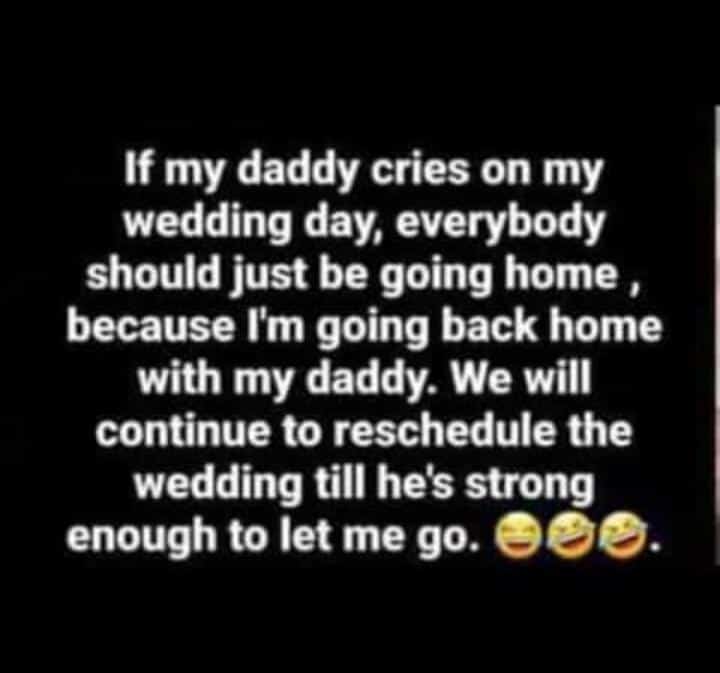 If my daddy cries on my
wedding day, everybody
should just be going home ,
because I'm going back home
with my daddy. We will
continue to reschedule the
wedding till he's strong
enough to let me go. 😅🤣🤣.